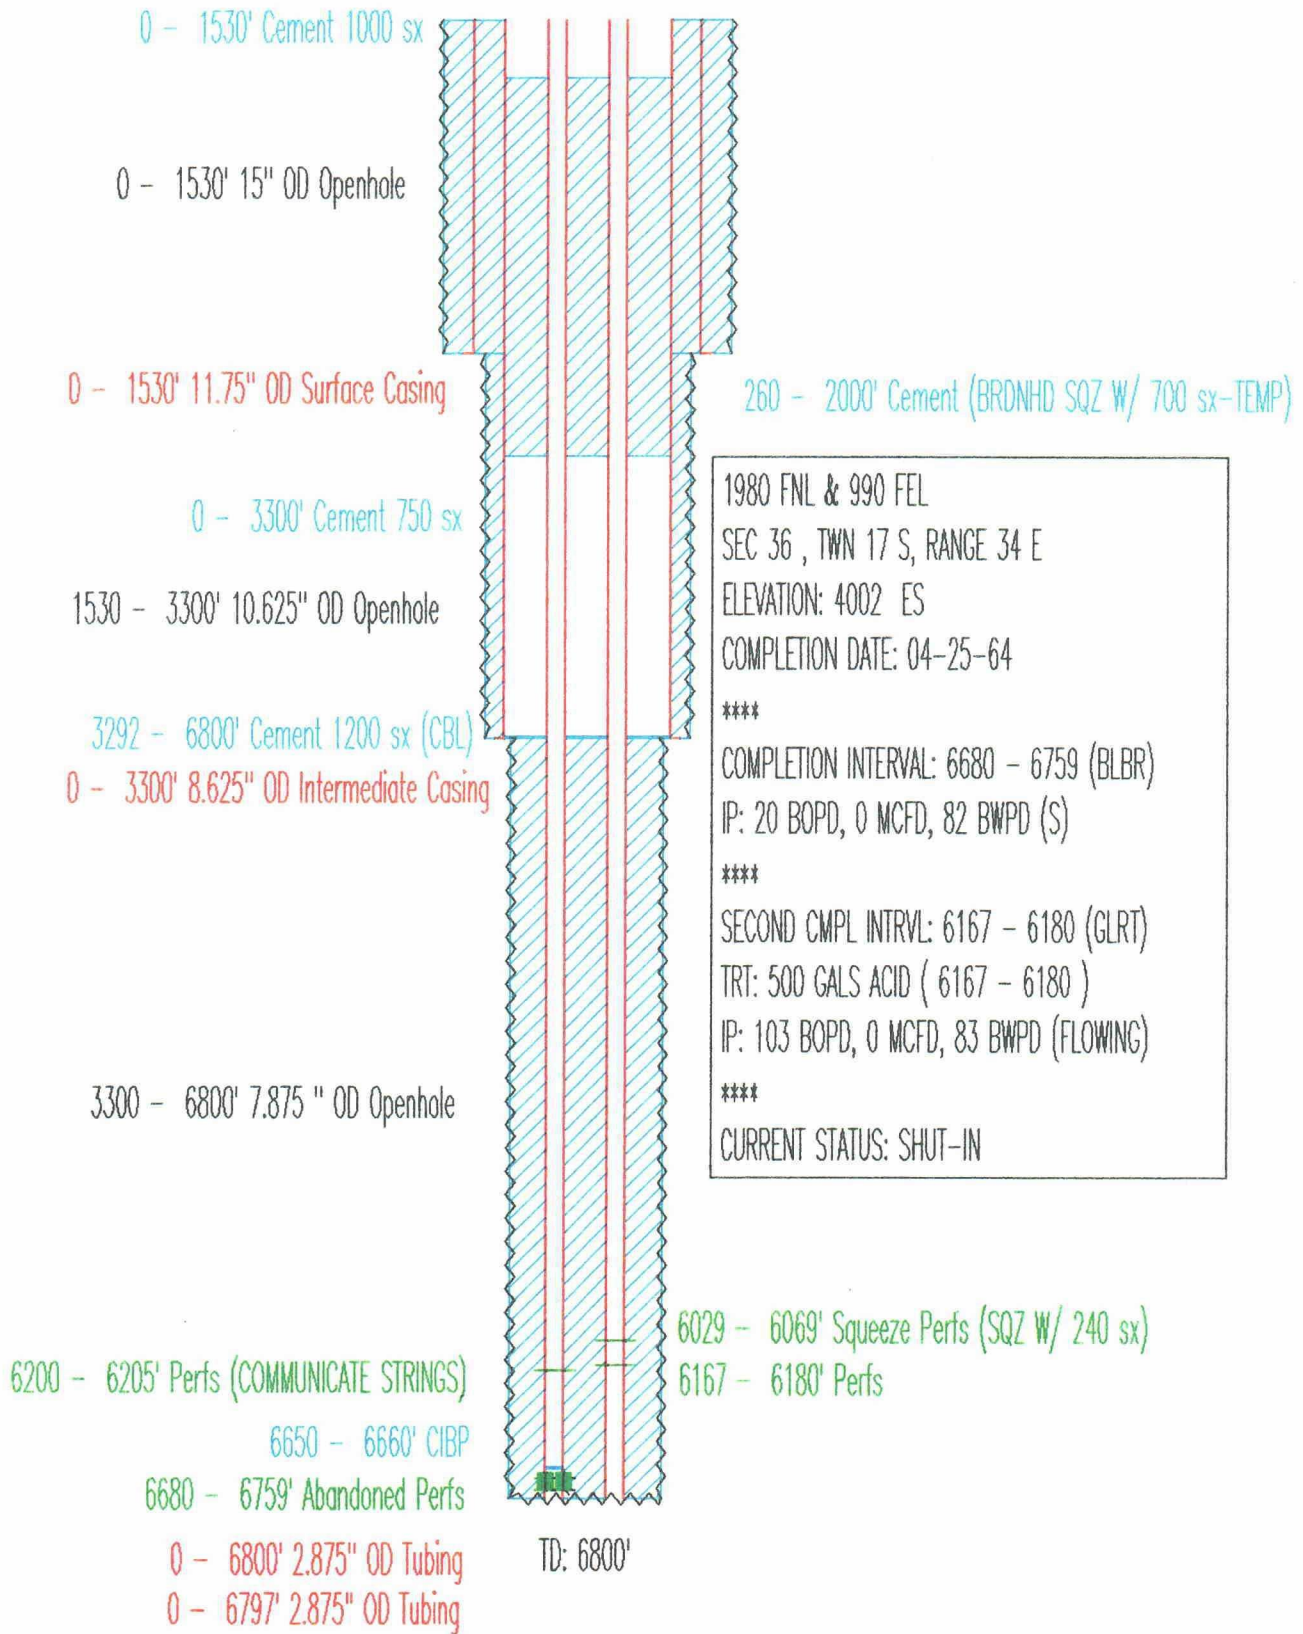 0 - 1530' Cement 1000 sx
0 - 1530' 15" OD Openhole
0 - 1530' 11.75" OD Surface Casing
260 - 2000' Cement (BRDNHD SQZ W/ 700 sx-TEMP)
0 - 3300' Cement 750 sx
1530 - 3300' 10.625" OD Openhole
3292 - 6800' Cement 1200 sx (CBL)
0 - 3300' 8.625" OD Intermediate Casing
3300 - 6800' 7.875 " OD Openhole
1980 FNL & 990 FEL
SEC 36 , TWN 17 S, RANGE 34 E
ELEVATION: 4002 ES
COMPLETION DATE: 04-25-64
****
COMPLETION INTERVAL: 6680 - 6759 (BLBR)
IP: 20 BOPD, 0 MCFD, 82 BWPD (S)
****
SECOND CMPL INTRVL: 6167 - 6180 (GLRT)
TRT: 500 GALS ACID ( 6167 - 6180 )
IP: 103 BOPD, 0 MCFD, 83 BWPD (FLOWING)
****
CURRENT STATUS: SHUT-IN
6029 - 6069' Squeeze Perfs (SQZ W/ 240 sx)
6167 - 6180' Perfs
6200 - 6205' Perfs (COMMUNICATE STRINGS)
6650 - 6660' CIBP
6680 - 6759' Abandoned Perfs
0 - 6800' 2.875" OD Tubing
0 - 6797' 2.875" OD Tubing
TD: 6800'